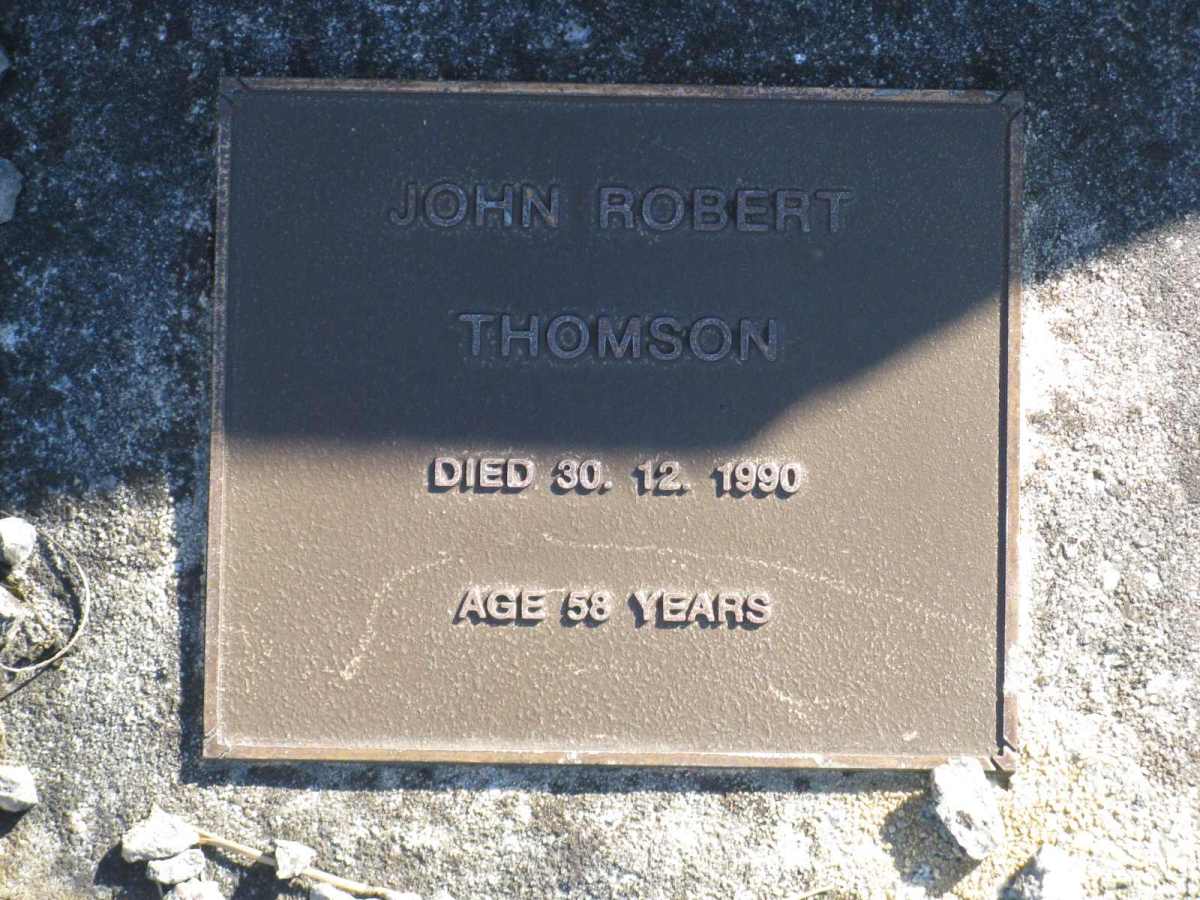 JOHN ROBERT
THOMSON
DIED 30. 12. 1990
AGE 58 YEARS